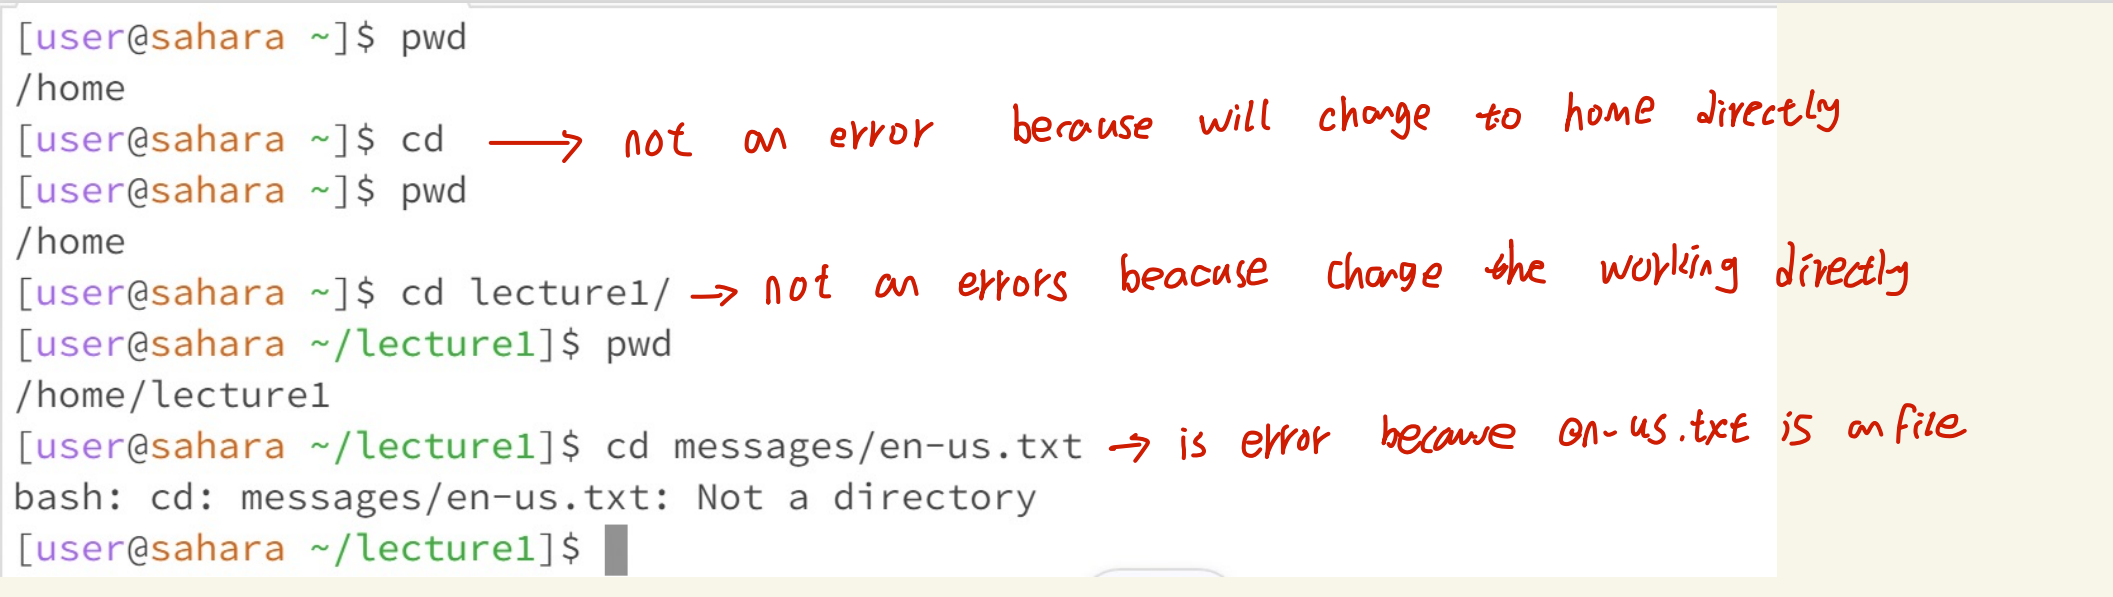 [user@sahara ~]$ pwd
/home
[user@sahara ~]$ cd → not an error because will change to home directly
[user@sahara ~]$ pwd
/home
[user@sahara ~]$ cd lecture1/ → not an errors beacuse change the working directly
[user@sahara ~/lecture1]$ pwd
/home/lecture1
[user@sahara ~/lecture1]$ cd messages/en-us.txt → is error because en-us.txt is an file
bash: cd: messages/en-us.txt: Not a directory
[user@sahara ~/lecture1]$